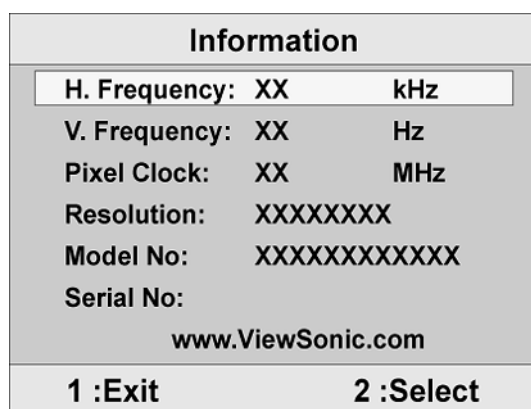 Information
H. Frequency: XX kHz
V. Frequency: XX Hz
Pixel Clock: XX MHz
Resolution: XXXXXXXX
Model No: XXXXXXXXXXXX
Serial No:
www.ViewSonic.com
1 :Exit 2 :Select